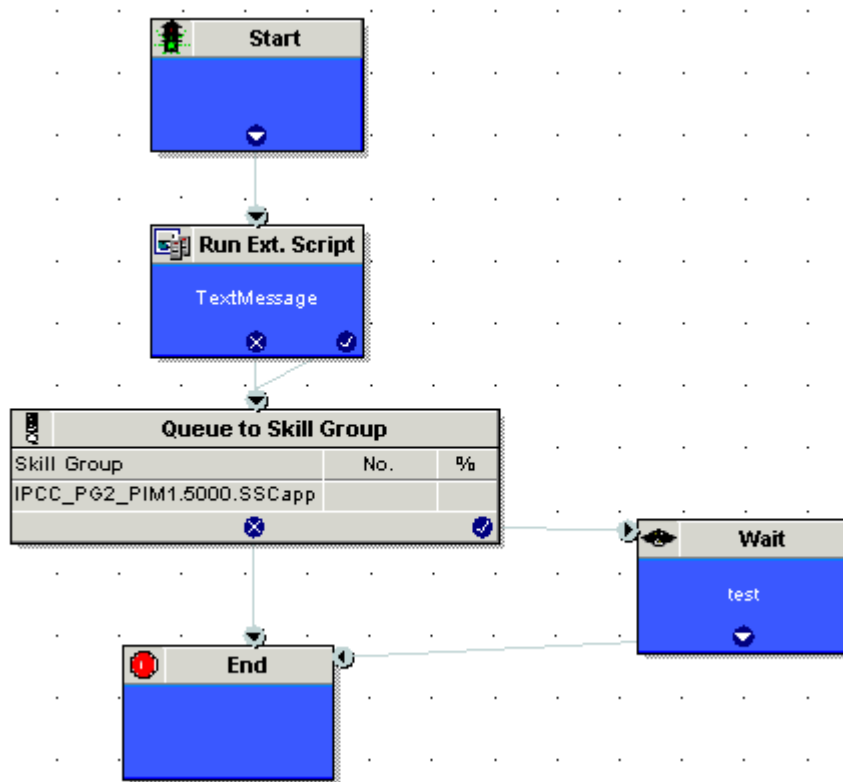 Start
Run Ext. Script
TextMessage
Queue to Skill Group
Skill Group No. %
IPCC_PG2_PIM1.5000.SSCapp
Wait
test
End